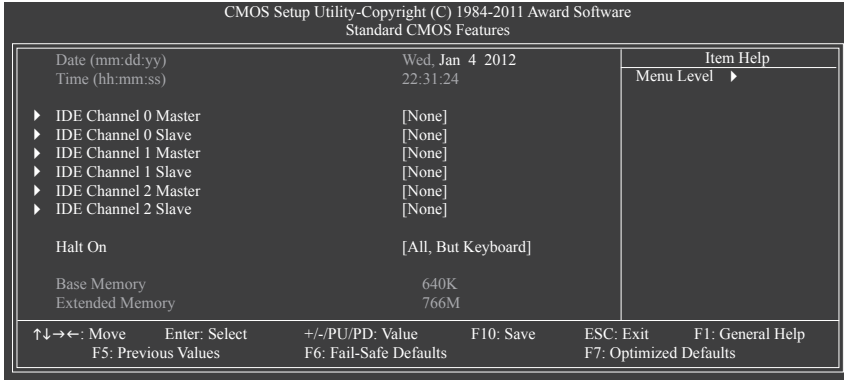 CMOS Setup Utility-Copyright (C) 1984-2011 Award Software
Standard CMOS Features
Date (mm:dd:yy) Wed, Jan 4 2012
Time (hh:mm:ss) 22:31:24
IDE Channel 0 Master [None]
IDE Channel 0 Slave [None]
IDE Channel 1 Master [None]
IDE Channel 1 Slave [None]
IDE Channel 2 Master [None]
IDE Channel 2 Slave [None]
Halt On [All, But Keyboard]
Base Memory 640K
Extended Memory 766M
Item Help
Menu Level
↑↓→←: Move Enter: Select +/-/PU/PD: Value F10: Save ESC: Exit F1: General Help
F5: Previous Values F6: Fail-Safe Defaults F7: Optimized Defaults